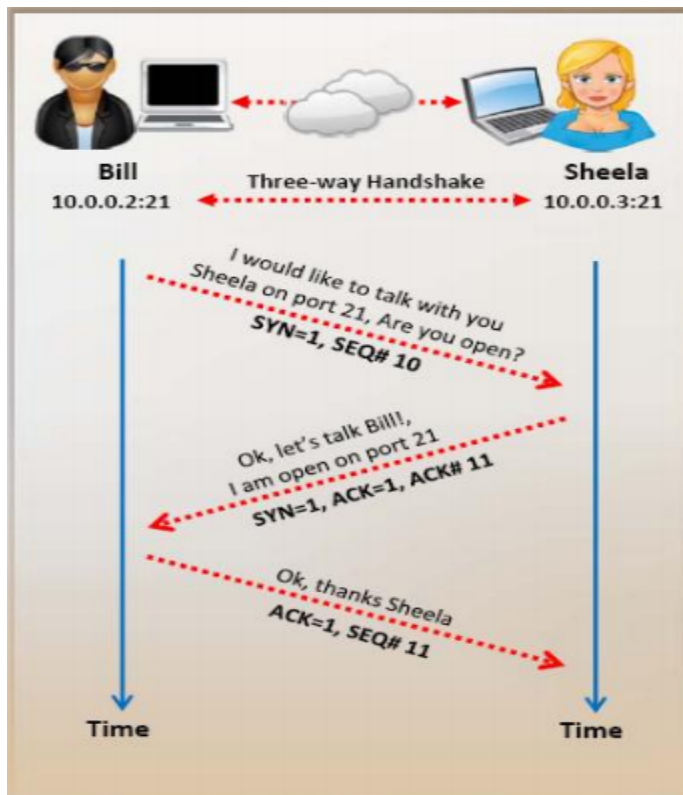 Bill
Sheela
Three-way Handshake
10.0.0.2:21
10.0.0.3:21
I would like to talk with you
Sheela on port 21, Are you open?
SYN=1, SEQ# 10
Ok, let's talk Bill!,
I am open on port 21
SYN=1, ACK=1, ACK# 11
Ok, thanks Sheela
ACK=1, SEQ# 11
Time
Time